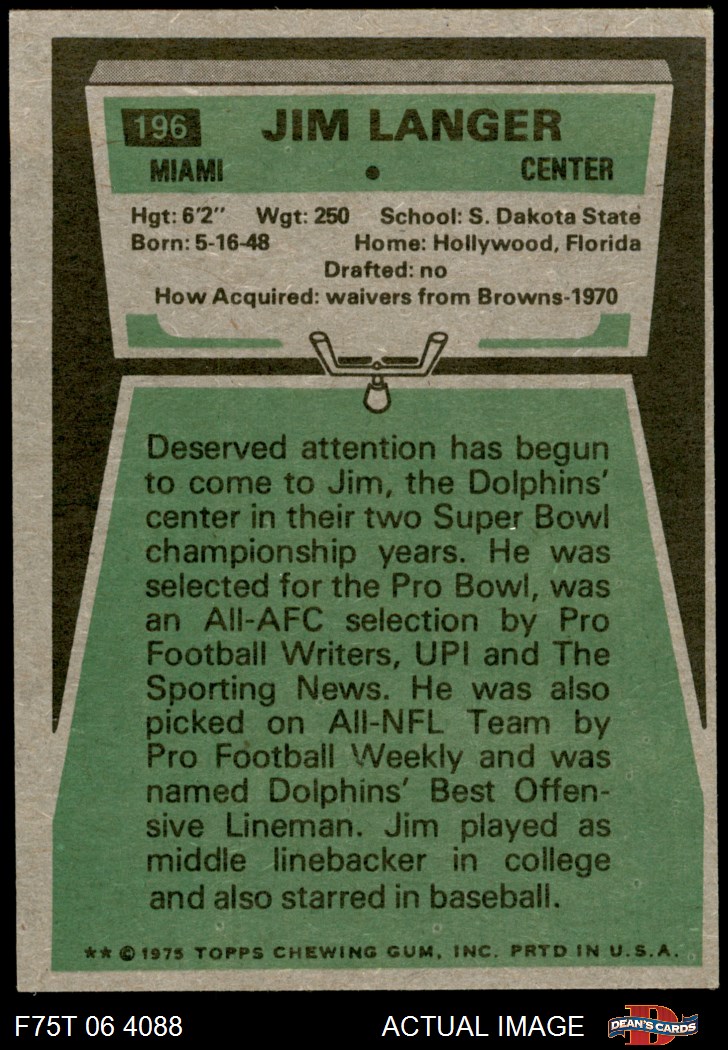 196 JIM LANGER
MIAMI • CENTER
Hgt: 6'2" Wgt: 250 School: S. Dakota State
Born: 5-16-48 Home: Hollywood, Florida
Drafted: no
How Acquired: waivers from Browns-1970
Deserved attention has begun
to come to Jim, the Dolphins'
center in their two Super Bowl
championship years. He was
selected for the Pro Bowl, was
an All-AFC selection by Pro
Football Writers, UPI and The
Sporting News. He was also
picked on All-NFL Team by
Pro Football Weekly and was
named Dolphins' Best Offen-
sive Lineman. Jim played as
middle linebacker in college
and also starred in baseball.
** © 1975 TOPPS CHEWING GUM, INC. PRTD IN U.S.A.
F75T 06 4088 ACTUAL IMAGE D DEAN'S CARDS